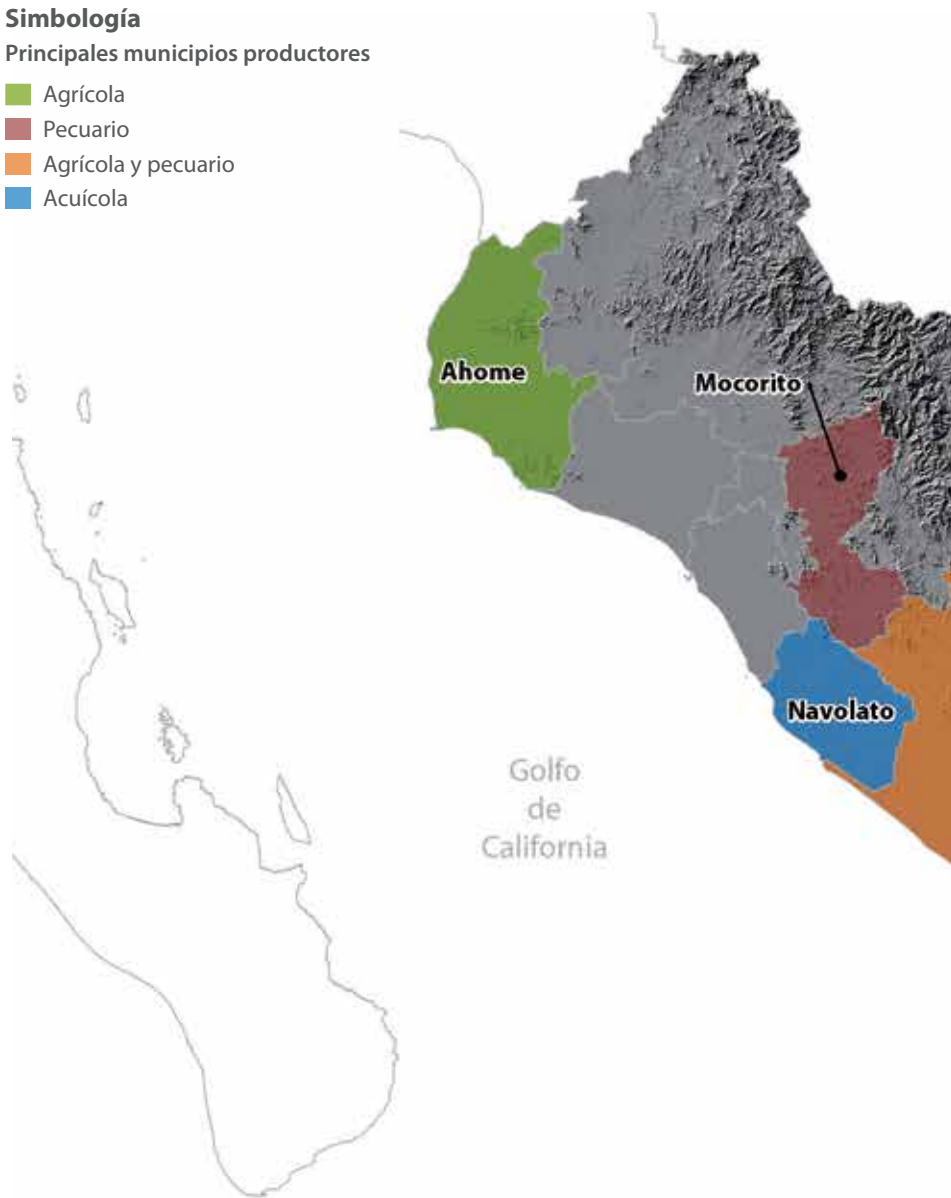 Simbología
Principales municipios productores
Agrícola
Pecuario
Agrícola y pecuario
Acuícola
Ahome
Mocorito
Navolato
Golfo
de
California